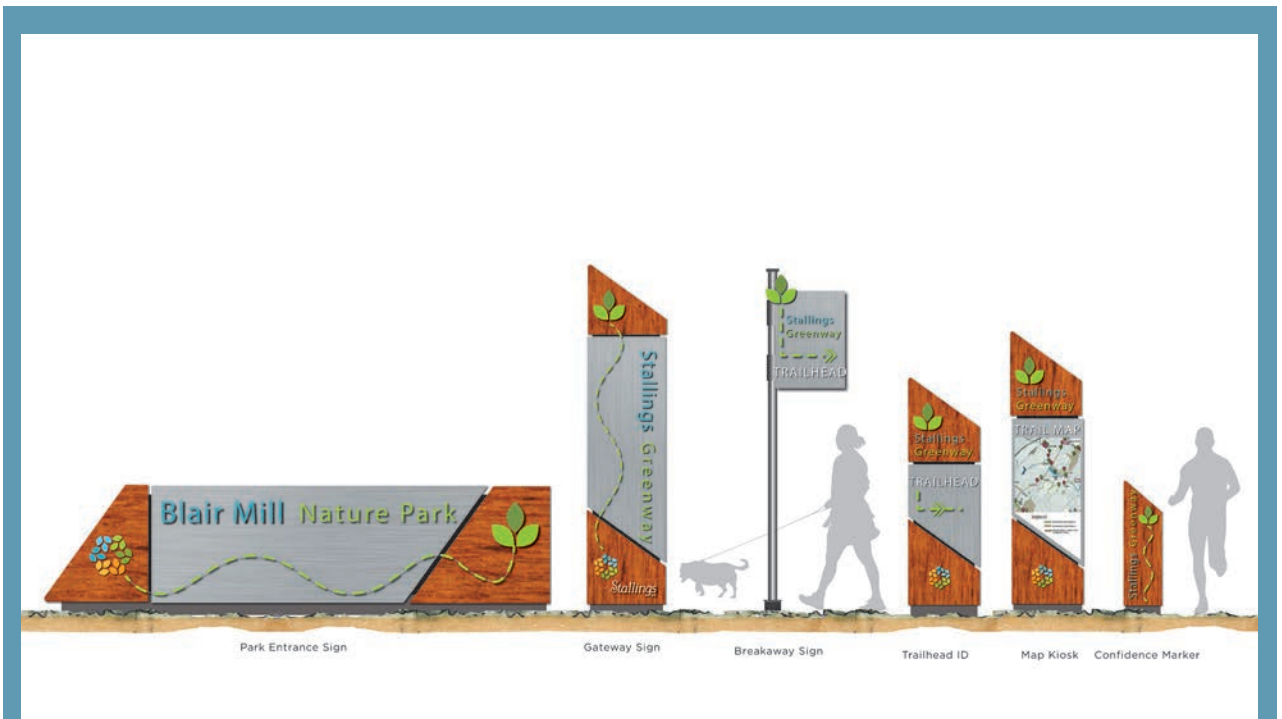 Blair Mill Nature Park
Stallings Greenway
Stallings
Stallings
Greenway
TRAILHEAD
Stallings
Greenway
TRAILHEAD
Stallings
Greenway
TRAIL MAP
Stallings Greenway
Park Entrance Sign
Gateway Sign
Breakaway Sign
Trailhead ID
Map Kiosk
Confidence Marker